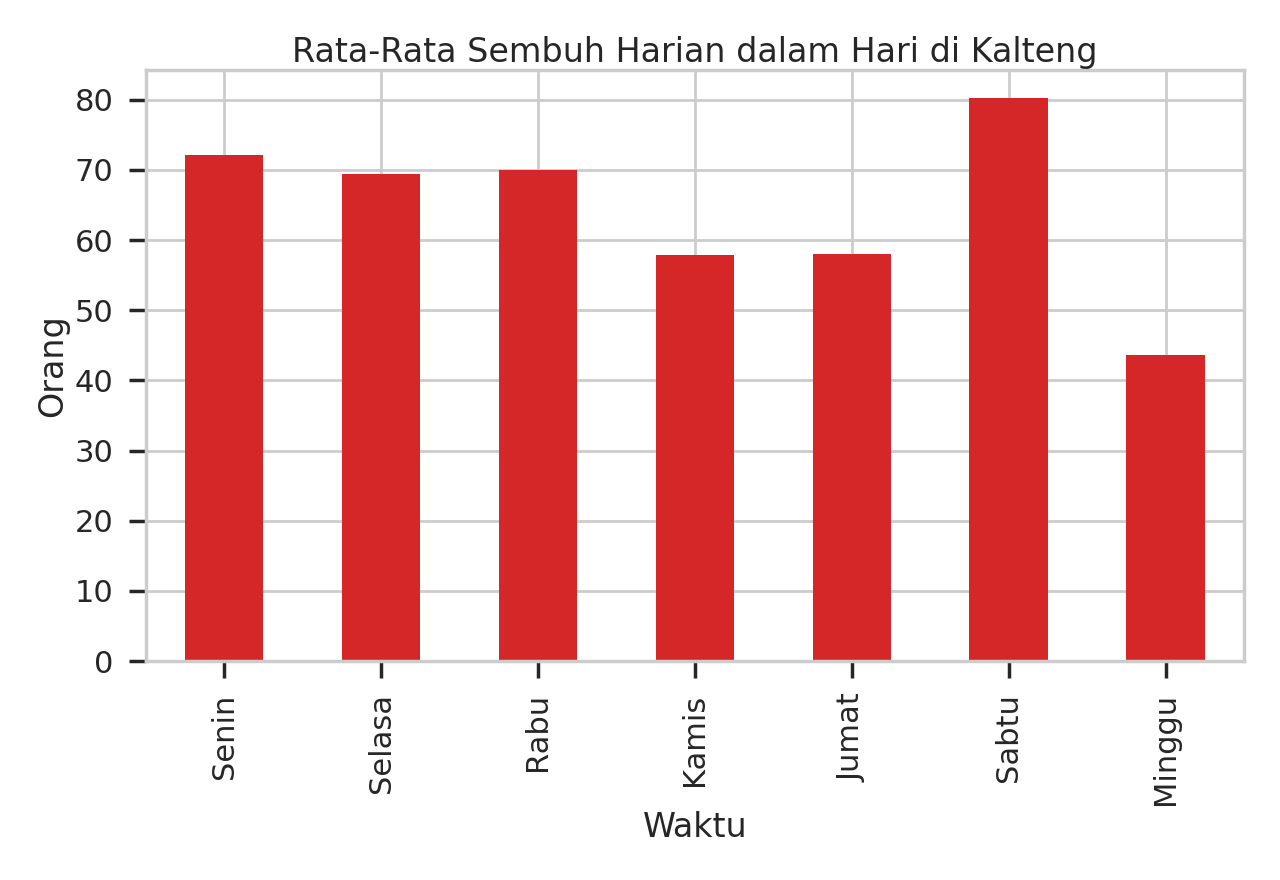 Rata-Rata Sembuh Harian dalam Hari di Kalteng
Orang
80
70
60
50
40
30
20
10
0
Senin
Selasa
Rabu
Kamis
Jumat
Sabtu
Minggu
Waktu